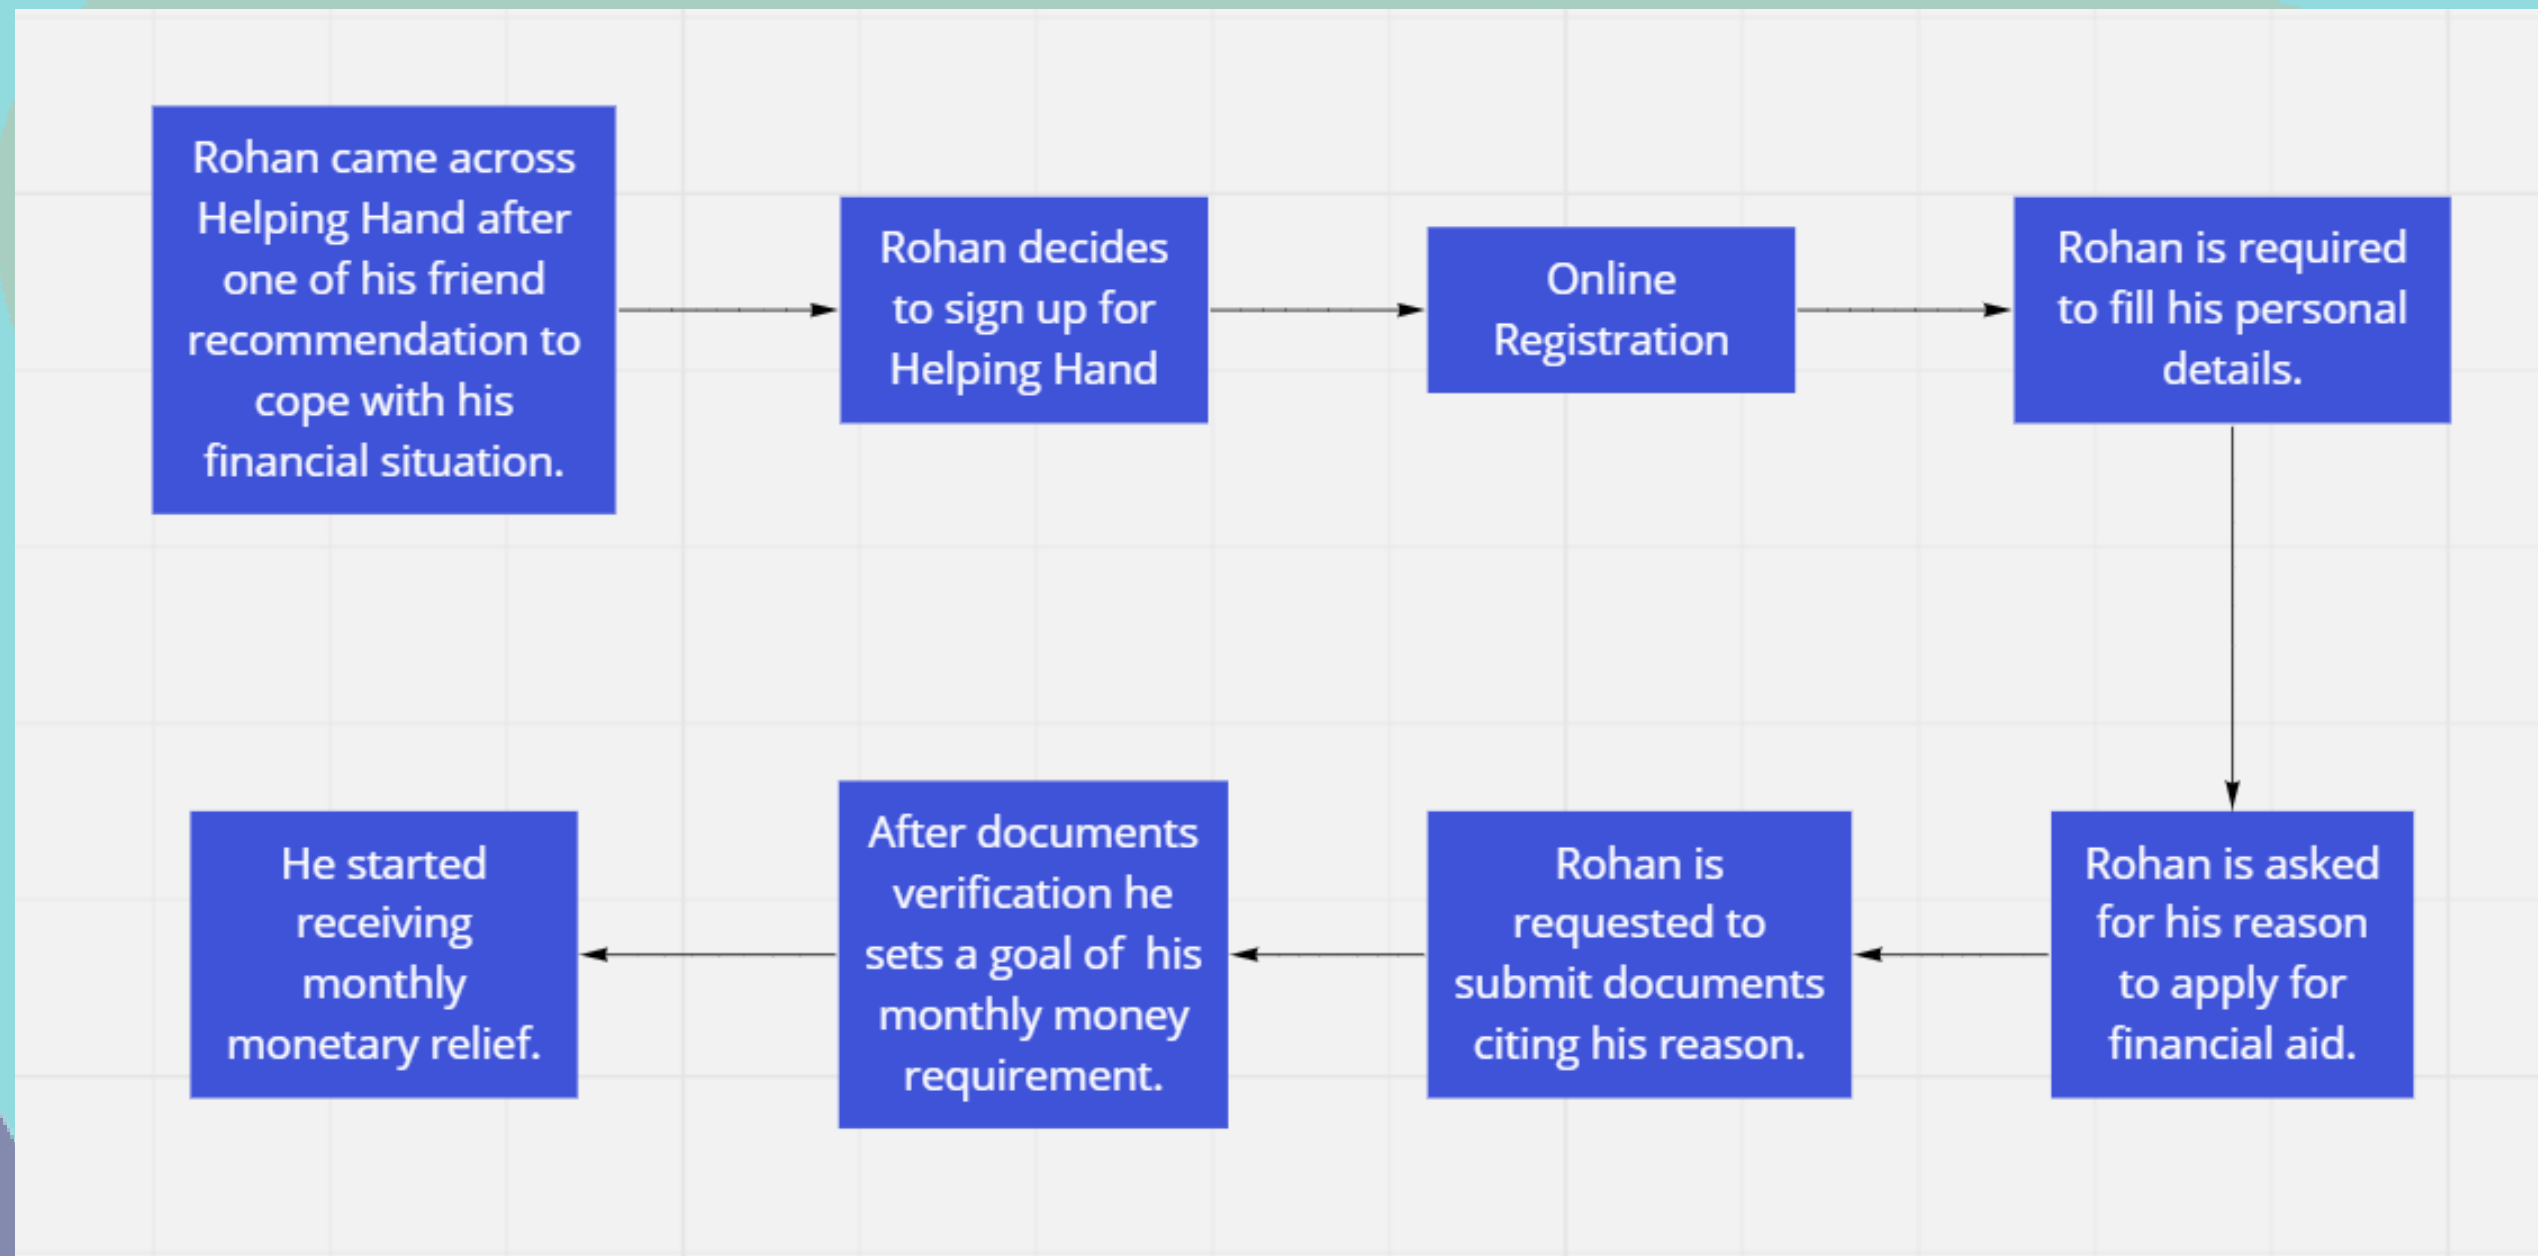 Rohan came across
Helping Hand after
one of his friend
recommendation to
cope with his
financial situation.
Rohan decides
to sign up for
Helping Hand
Online
Registration
Rohan is required
to fill his personal
details.
Rohan is asked
for his reason
to apply for
financial aid.
Rohan is
requested to
submit documents
citing his reason.
After documents
verification he
sets a goal of  his
monthly money
requirement.
He started
receiving
monthly
monetary relief.